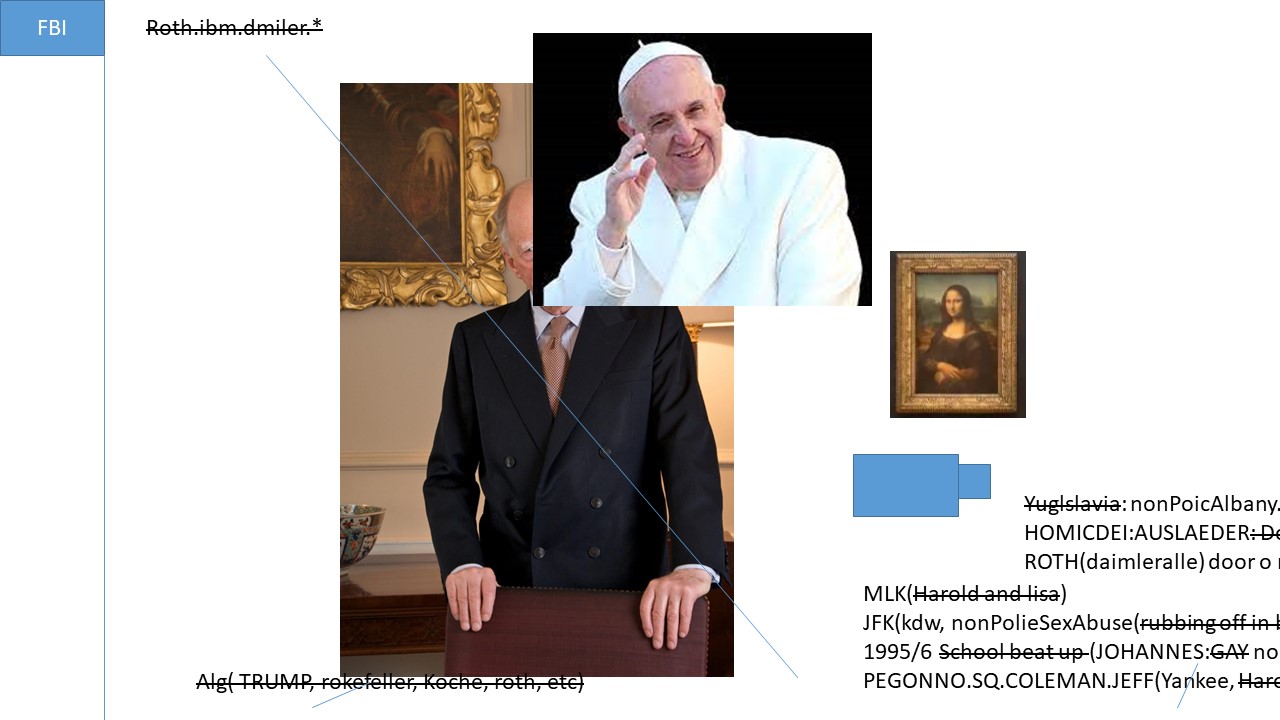 FBI
Roth.ibm.dmiler.*
Yuglslavia: nonPoicAlbany.
HOMICDEI:AUSLAEDER: Do
ROTH(daimleralle) door o
MLK(Harold and lisa)
JFK(kdw, nonPolieSexAbuse(rubbing off in
1995/6 School beat up (JOHANNES:GAY no
PEGONNO.SQ.COLEMAN.JEFF(Yankee, Haro
Alg( TRUMP, rokefeller, Koche, roth, etc)